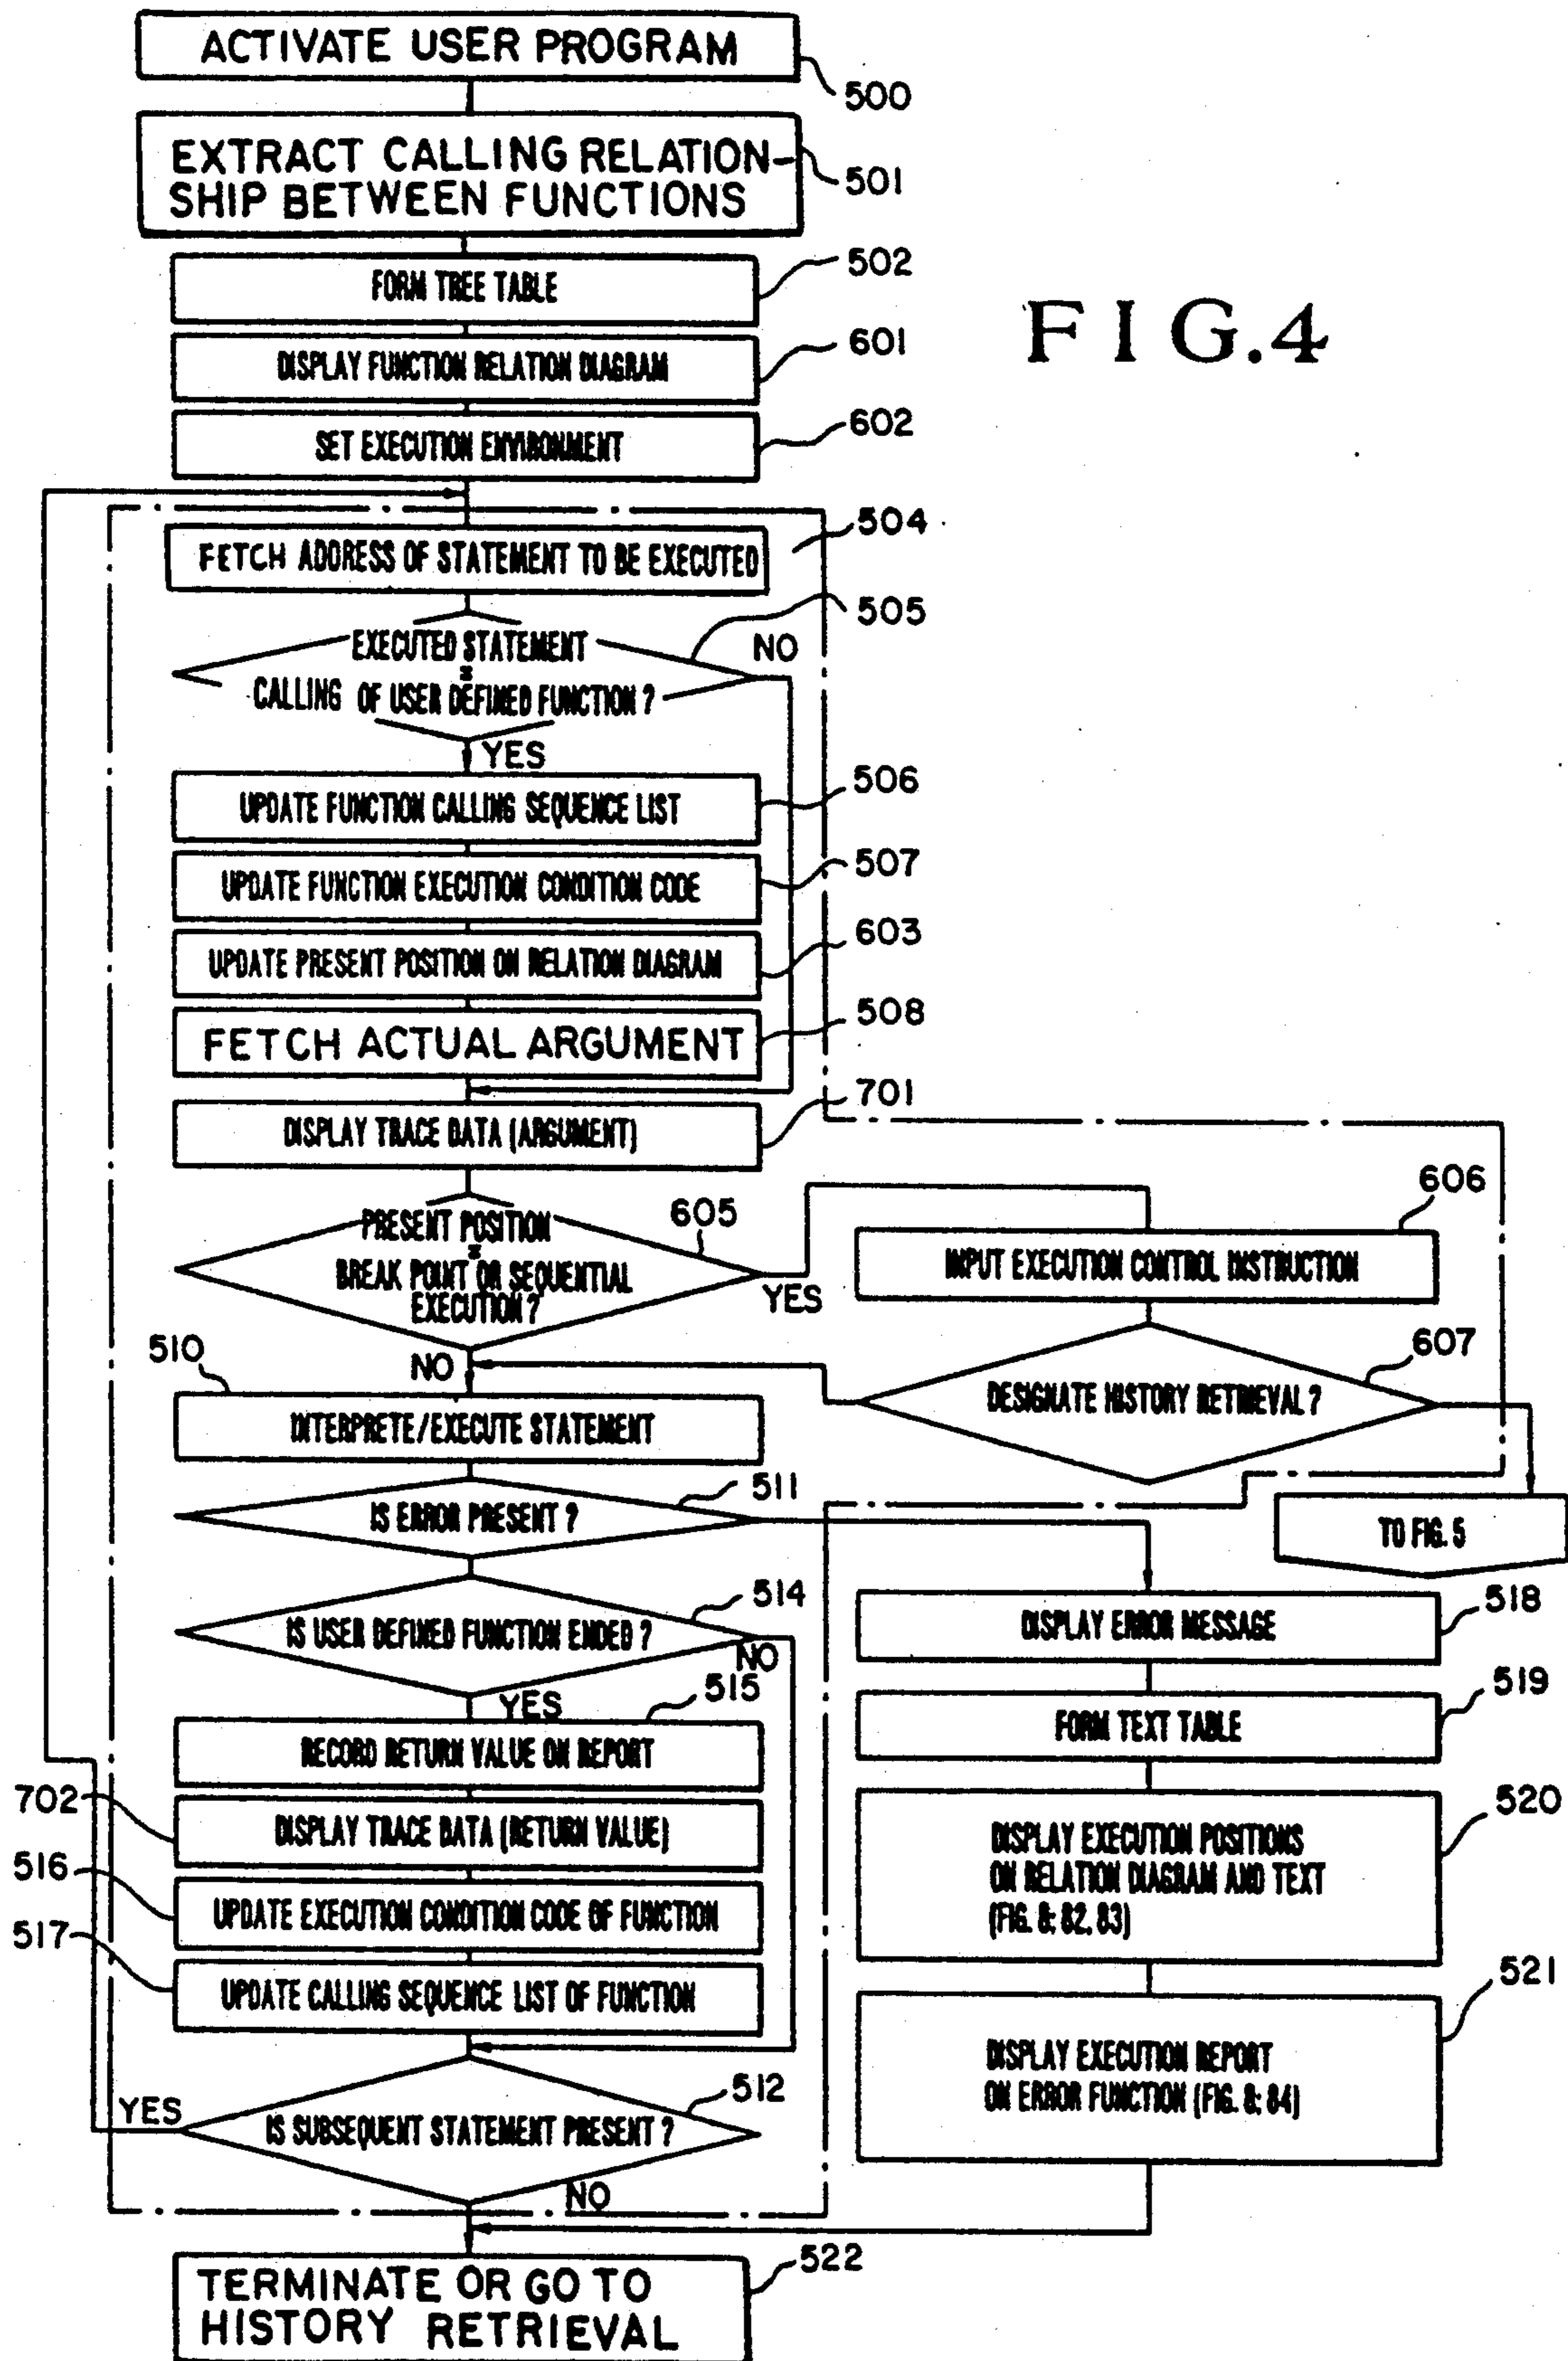 ACTIVATE USER PROGRAM
500
EXTRACT CALLING RELATION-
SHIP BETWEEN FUNCTIONS
501
FORM TREE TABLE
502
FIG.4
DISPLAY FUNCTION RELATION DIAGRAM
601
SET EXECUTION ENVIRONMENT
602
504
FETCH ADDRESS OF STATEMENT TO BE EXECUTED
505
EXECUTED STATEMENT
=
CALLING OF USER DEFINED FUNCTION?
NO
YES
UPDATE FUNCTION CALLING SEQUENCE LIST
506
UPDATE FUNCTION EXECUTION CONDITION CODE
507
UPDATE PRESENT POSITION ON RELATION DIAGRAM
603
FETCH ACTUAL ARGUMENT
508
701
DISPLAY TRACE DATA (ARGUMENT)
PRESENT POSITION
=
BREAK POINT OR SEQUENTIAL
EXECUTION?
605
YES
606
INPUT EXECUTION CONTROL INSTRUCTION
510
NO
607
DESIGNATE HISTORY RETRIEVAL?
INTERPRETE/EXECUTE STATEMENT
511
IS ERROR PRESENT?
TO FIG. 5
514
IS USER DEFINED FUNCTION ENDED?
NO
YES
518
DISPLAY ERROR MESSAGE
515
RECORD RETURN VALUE ON REPORT
519
FORM TEXT TABLE
702
DISPLAY TRACE DATA (RETURN VALUE)
520
DISPLAY EXECUTION POSITIONS
ON RELATION DIAGRAM AND TEXT
(FIG. 8; 82, 83)
516
UPDATE EXECUTION CONDITION CODE OF FUNCTION
517
UPDATE CALLING SEQUENCE LIST OF FUNCTION
521
DISPLAY EXECUTION REPORT
ON ERROR FUNCTION (FIG. 8; 84)
512
YES
IS SUBSEQUENT STATEMENT PRESENT?
NO
522
TERMINATE OR GO TO
HISTORY RETRIEVAL